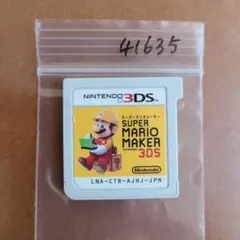 41635
NINTENDO 3DS
スーパーマリオメーカー
SUPER
MARIO
MAKER
3DS
Nintendo
LNA-CTR-AJHJ-JPN